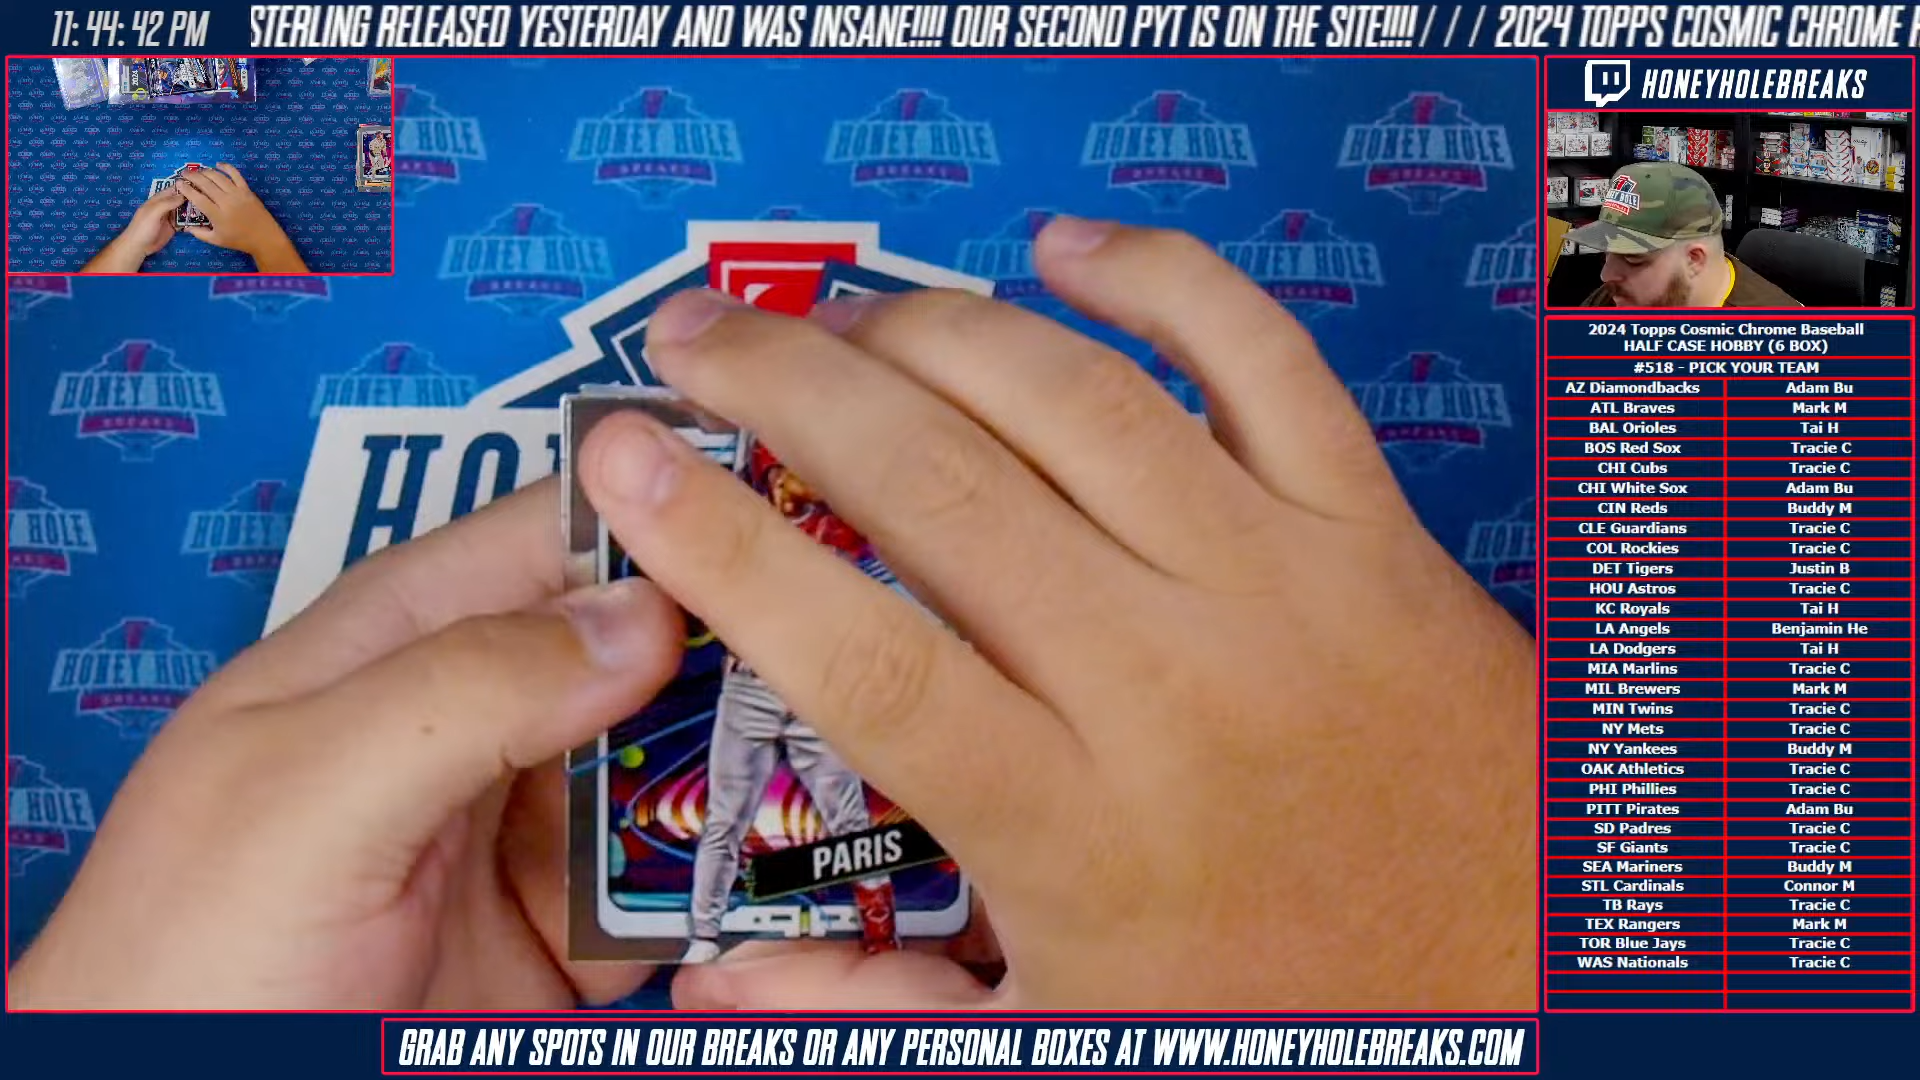 11:44:42 PM
STERLING RELEASED YESTERDAY AND WAS INSANE!!!! OUR SECOND PYT IS ON THE SITE!!!! / / / 2024 TOPPS COSMIC CHROME
HONEYHOLEBREAKS
2024 Topps Cosmic Chrome Baseball
HALF CASE HOBBY (6 BOX)
#518 - PICK YOUR TEAM
AZ Diamondbacks Adam Bu
ATL Braves Mark M
BAL Orioles Tai H
BOS Red Sox Tracie C
CHI Cubs Tracie C
CHI White Sox Adam Bu
CIN Reds Buddy M
CLE Guardians Tracie C
COL Rockies Tracie C
DET Tigers Justin B
HOU Astros Tracie C
KC Royals Tai H
LA Angels Benjamin He
LA Dodgers Tai H
MIA Marlins Tracie C
MIL Brewers Mark M
MIN Twins Tracie C
NY Mets Tracie C
NY Yankees Buddy M
OAK Athletics Tracie C
PHI Phillies Tracie C
PITT Pirates Adam Bu
SD Padres Tracie C
SF Giants Tracie C
SEA Mariners Buddy M
STL Cardinals Connor M
TB Rays Tracie C
TEX Rangers Mark M
TOR Blue Jays Tracie C
WAS Nationals Tracie C
HONEY HOLE
BREAKS
PARIS
GRAB ANY SPOTS IN OUR BREAKS OR ANY PERSONAL BOXES AT WWW.HONEYHOLEBREAKS.COM